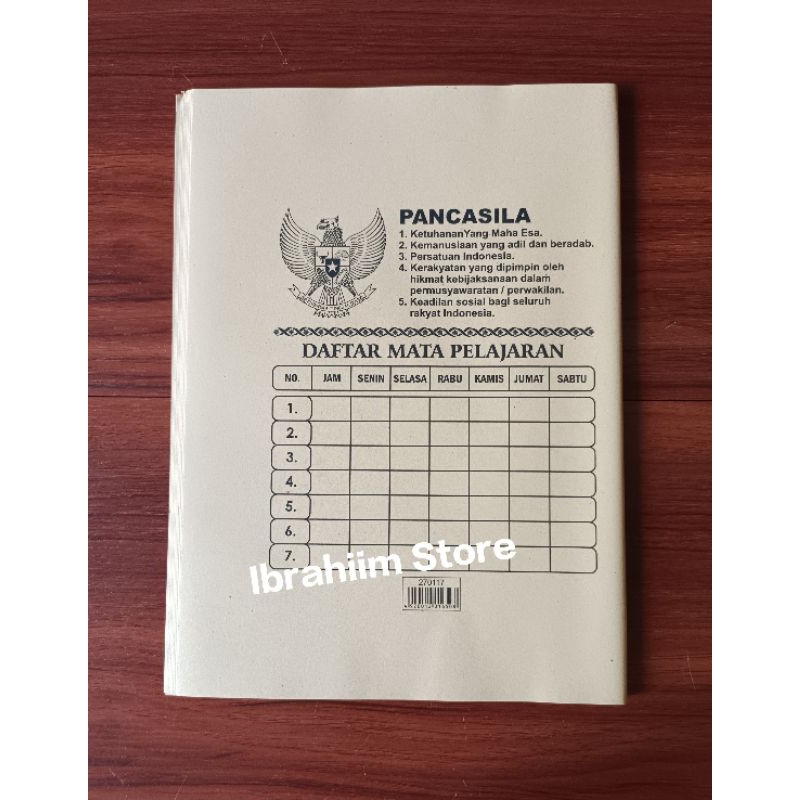 PANCASILA
1. KetuhananYang Maha Esa.
2. Kemanusiaan yang adil dan beradab.
3. Persatuan Indonesia.
4. Kerakyatan yang dipimpin oleh
hikmat kebijaksanaan dalam
permusyawaratan / perwakilan.
5. Keadilan sosial bagi seluruh
rakyat Indonesia.
DAFTAR MATA PELAJARAN
NO. JAM SENIN SELASA RABU KAMIS JUMAT SABTU
1.
2.
3.
4.
5.
6.
7.
Ibrahiim Store
270117